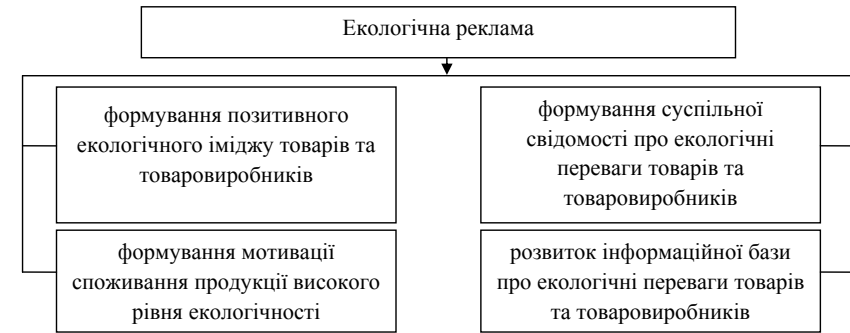 Екологічна реклама
формування позитивного
екологічного іміджу товарів та
товаровиробників
формування суспільної
свідомості про екологічні
переваги товарів та
товаровиробників
формування мотивації
споживання продукції високого
рівня екологічності
розвиток інформаційної бази
про екологічні переваги товарів
та товаровиробників